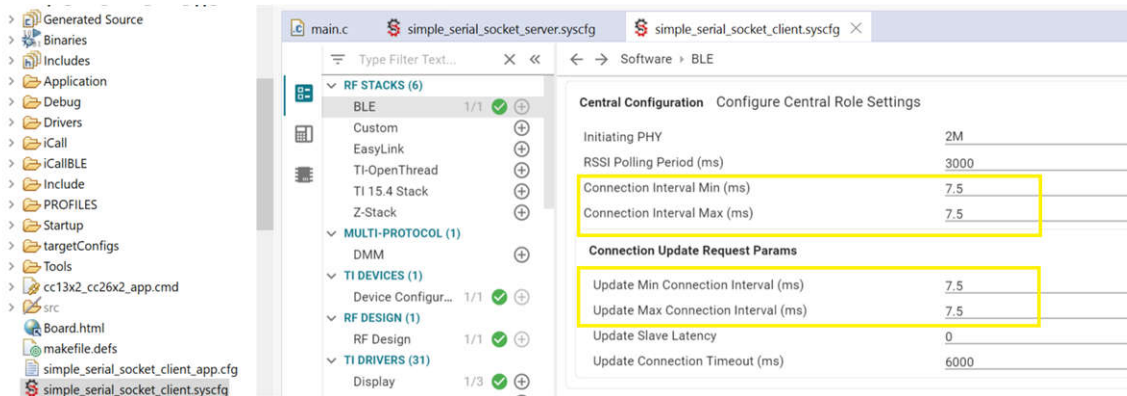 Generated Source
Binaries
Includes
Application
Debug
Drivers
iCall
iCallBLE
Include
PROFILES
Startup
targetConfigs
Tools
cc13x2_cc26x2_app.cmd
src
Board.html
makefile.defs
simple_serial_socket_client_app.cfg
simple_serial_socket_client.syscfg
main.c simple_serial_socket_server.syscfg simple_serial_socket_client.syscfg
Type Filter Text...
RF STACKS (6)
BLE 1/1
Custom
EasyLink
TI-OpenThread
TI 15.4 Stack
Z-Stack
MULTI-PROTOCOL (1)
DMM
TI DEVICES (1)
Device Configur... 1/1
RF DESIGN (1)
RF Design 1/1
TI DRIVERS (31)
Display 1/3
Software BLE
Central Configuration Configure Central Role Settings
Initiating PHY 2M
RSSI Polling Period (ms) 3000
Connection Interval Min (ms) 7.5
Connection Interval Max (ms) 7.5
Connection Update Request Params
Update Min Connection Interval (ms) 7.5
Update Max Connection Interval (ms) 7.5
Update Slave Latency 0
Update Connection Timeout (ms) 6000